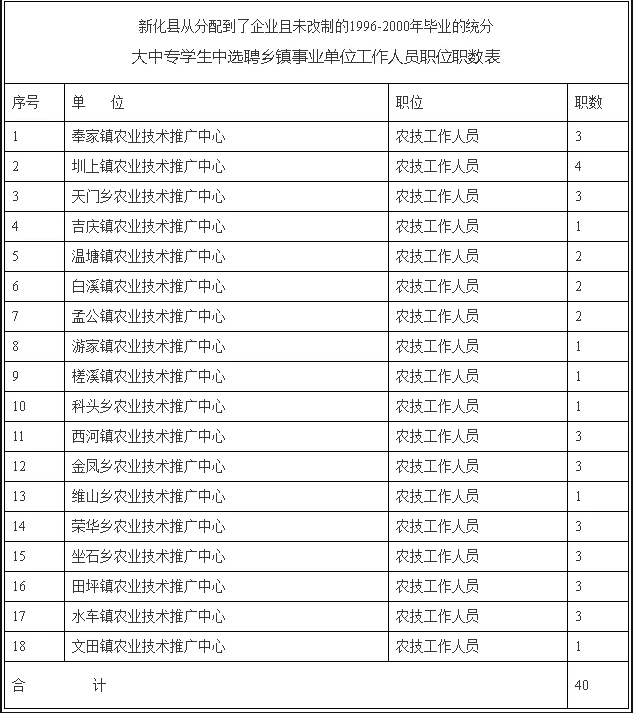 新化县从分配到了企业且未改制的1996-2000年毕业的统分
大中专学生中选聘乡镇事业单位工作人员职位职数表
序号 单 位 职位 职数
1 奉家镇农业技术推广中心 农技工作人员 3
2 圳上镇农业技术推广中心 农技工作人员 4
3 天门乡农业技术推广中心 农技工作人员 3
4 吉庆镇农业技术推广中心 农技工作人员 1
5 温塘镇农业技术推广中心 农技工作人员 2
6 白溪镇农业技术推广中心 农技工作人员 2
7 孟公镇农业技术推广中心 农技工作人员 2
8 游家镇农业技术推广中心 农技工作人员 1
9 槎溪镇农业技术推广中心 农技工作人员 1
10 科头乡农业技术推广中心 农技工作人员 1
11 西河镇农业技术推广中心 农技工作人员 3
12 金凤乡农业技术推广中心 农技工作人员 3
13 维山乡农业技术推广中心 农技工作人员 1
14 荣华乡农业技术推广中心 农技工作人员 3
15 坐石乡农业技术推广中心 农技工作人员 3
16 田坪镇农业技术推广中心 农技工作人员 3
17 水车镇农业技术推广中心 农技工作人员 3
18 文田镇农业技术推广中心 农技工作人员 1
合 计 40